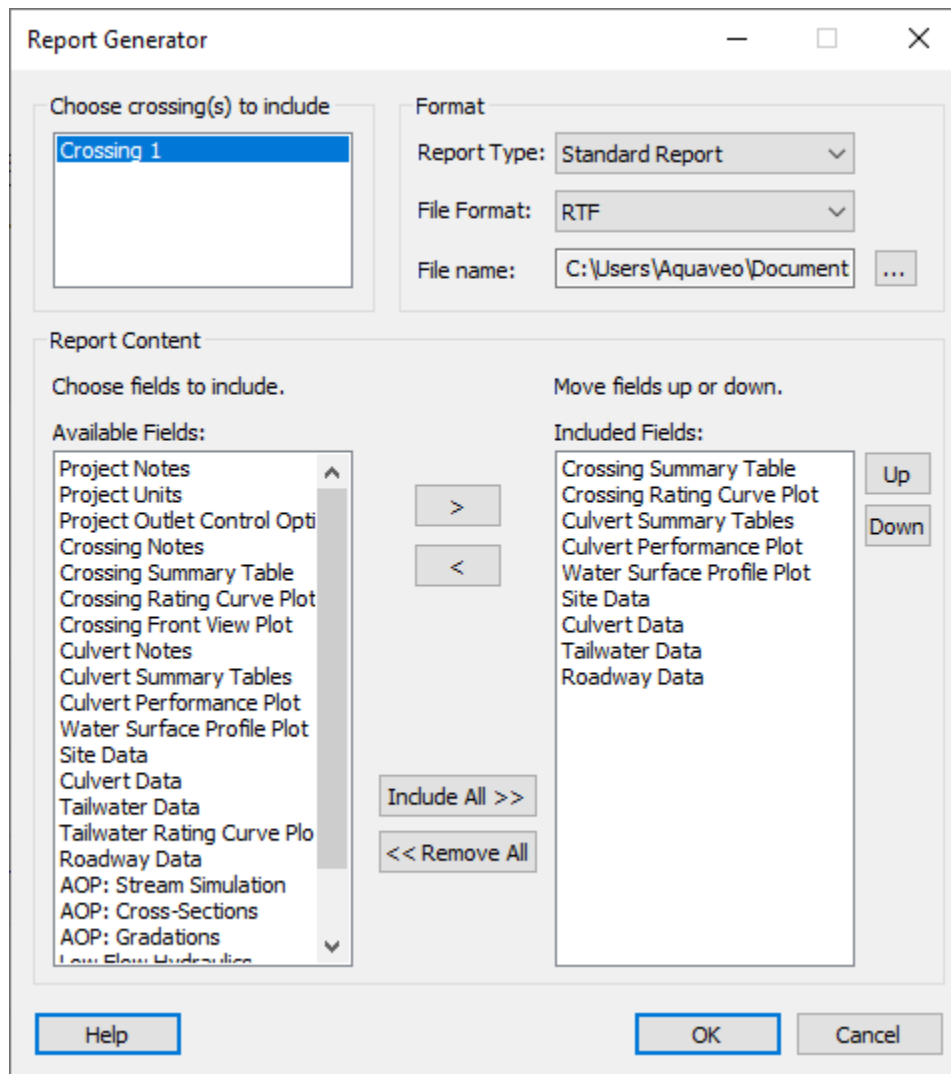 Report Generator
Choose crossing(s) to include
Crossing 1
Format
Report Type: Standard Report
File Format: RTF
File name: C:\Users\Aquaveo\Document ...
Report Content
Choose fields to include.
Available Fields:
Project Notes
Project Units
Project Outlet Control Opti
Crossing Notes
Crossing Summary Table
Crossing Rating Curve Plot
Crossing Front View Plot
Culvert Notes
Culvert Summary Tables
Culvert Performance Plot
Water Surface Profile Plot
Site Data
Culvert Data
Tailwater Data
Tailwater Rating Curve Plo
Roadway Data
AOP: Stream Simulation
AOP: Cross-Sections
AOP: Gradations
Low Flow Hydraulics
>
<
Include All >>
<< Remove All
Move fields up or down.
Included Fields:
Crossing Summary Table
Crossing Rating Curve Plot
Culvert Summary Tables
Culvert Performance Plot
Water Surface Profile Plot
Site Data
Culvert Data
Tailwater Data
Roadway Data
Up
Down
Help
OK
Cancel